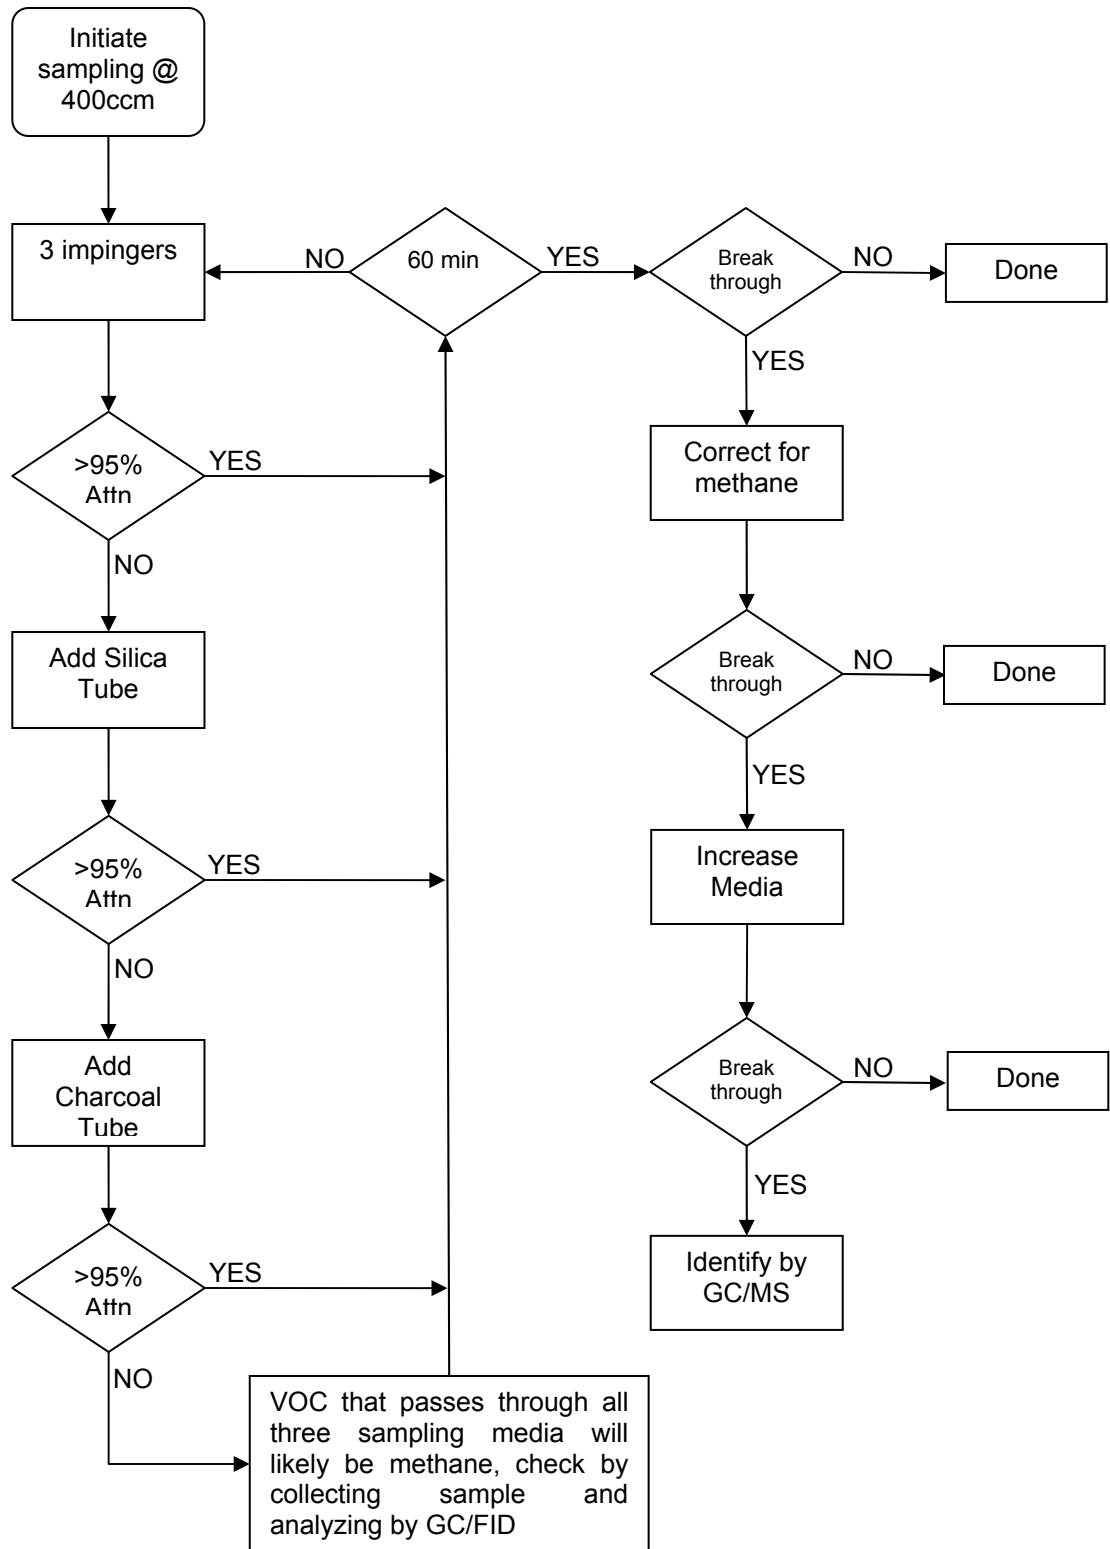 Initiate
sampling @
400ccm
3 impingers
NO
60 min
YES
Break
through
NO
Done
YES
>95%
Attn
YES
Correct for
methane
NO
Add Silica
Tube
Break
through
NO
Done
YES
>95%
Attn
YES
Increase
Media
NO
Add
Charcoal
Tube
Break
through
NO
Done
YES
>95%
Attn
YES
Identify by
GC/MS
NO
VOC that passes through all
three sampling media will
likely be methane, check by
collecting sample and
analyzing by GC/FID